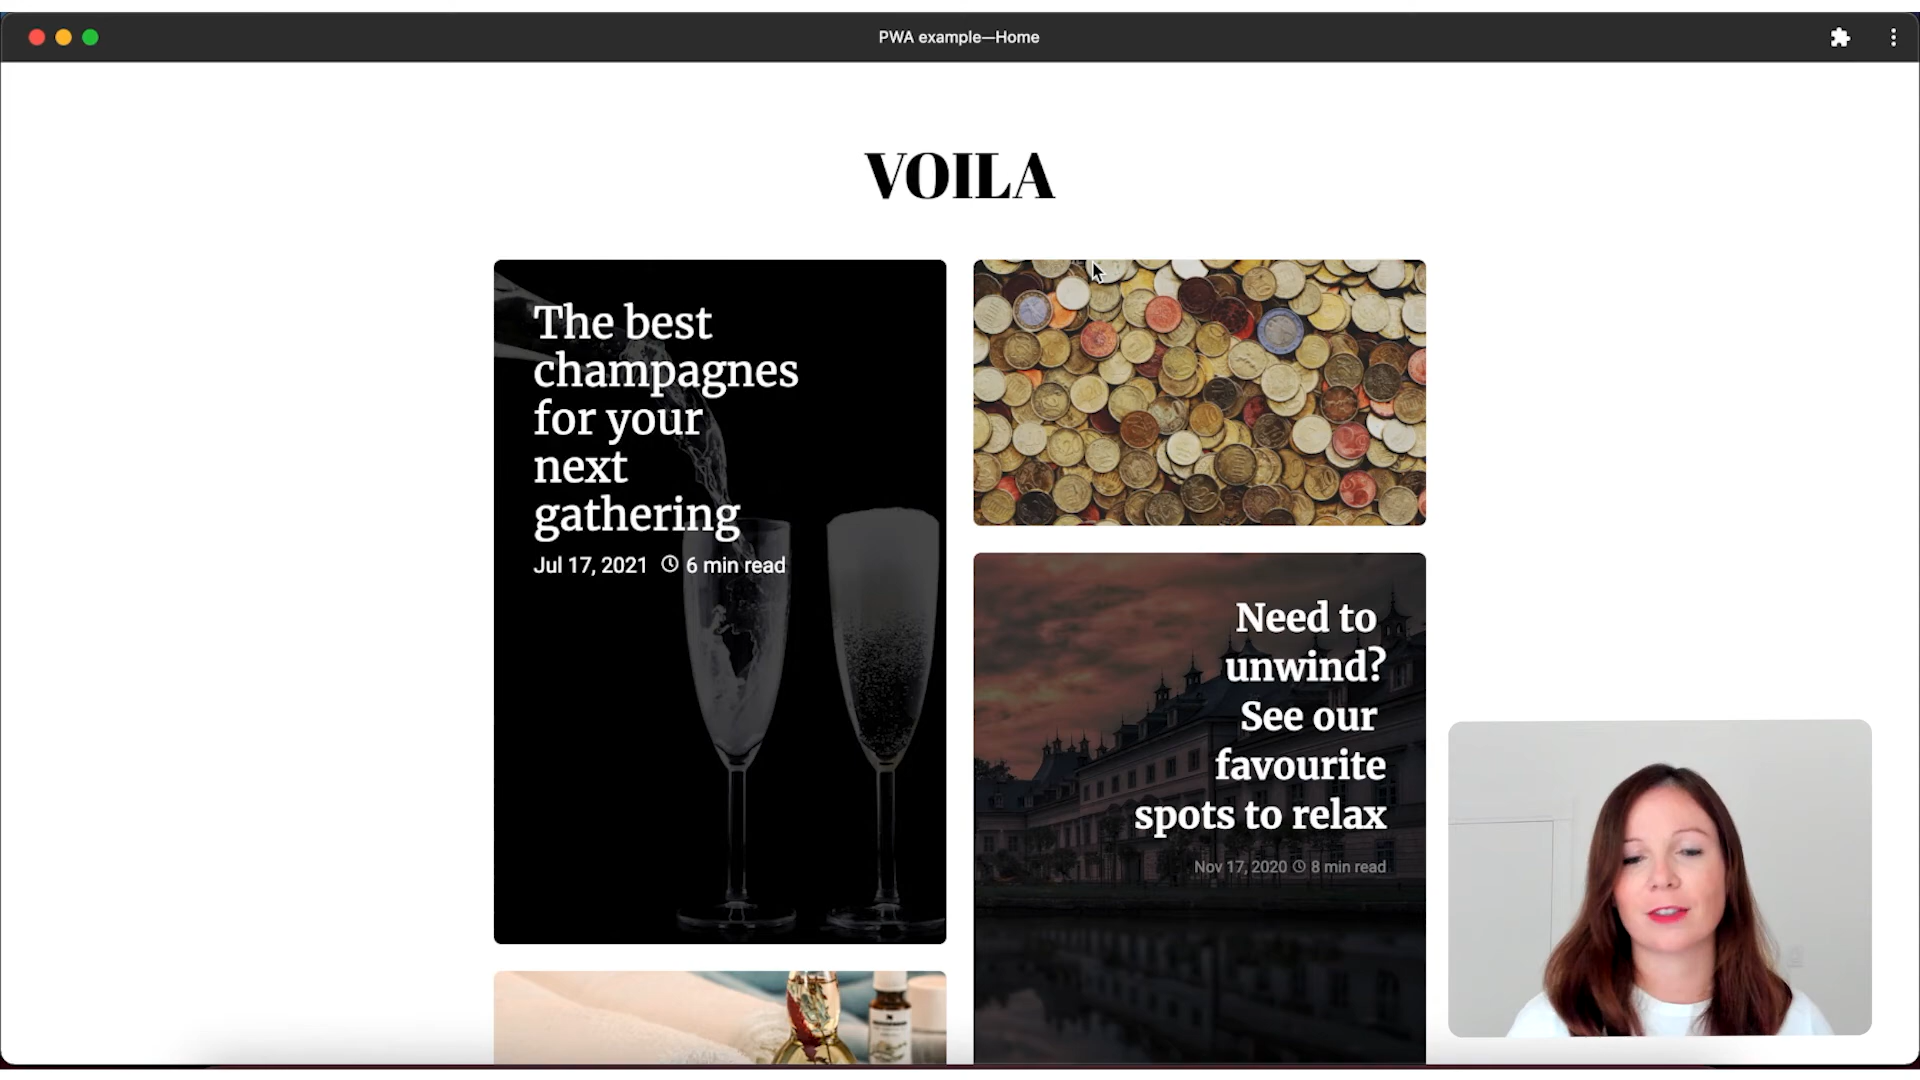 PWA example—Home
VOILA
The best
champagnes
for your
next
gathering
Jul 17, 2021 6 min read
Need to
unwind?
See our
favourite
spots to relax
Nov 17, 2020 8 min read